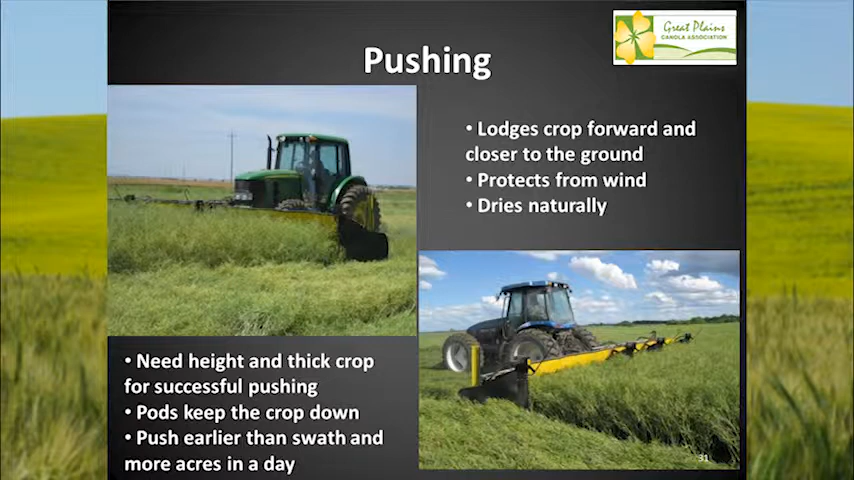 Pushing
Great Plains
CANOLA ASSOCIATION
• Lodges crop forward and
closer to the ground
• Protects from wind
• Dries naturally
• Need height and thick crop
for successful pushing
• Pods keep the crop down
• Push earlier than swath and
more acres in a day
31